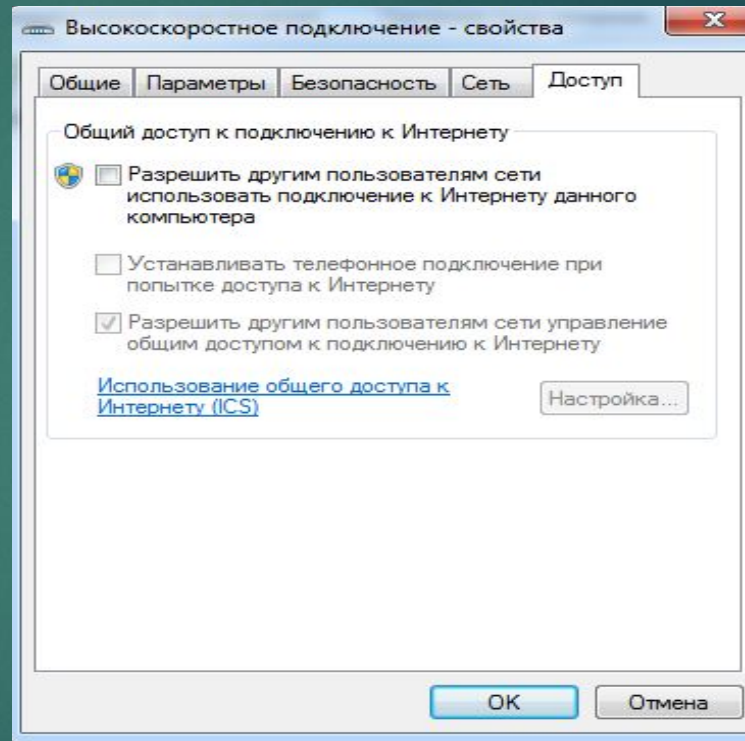 Высокоскоростное подключение - свойства
Общие Параметры Безопасность Сеть Доступ
Общий доступ к подключению к Интернету
Разрешить другим пользователям сети
использовать подключение к Интернету данного
компьютера
Устанавливать телефонное подключение при
попытке доступа к Интернету
Разрешить другим пользователям сети управление
общим доступом к подключению к Интернету
Использование общего доступа к
Интернету (ICS)
Настройка...
ОК Отмена